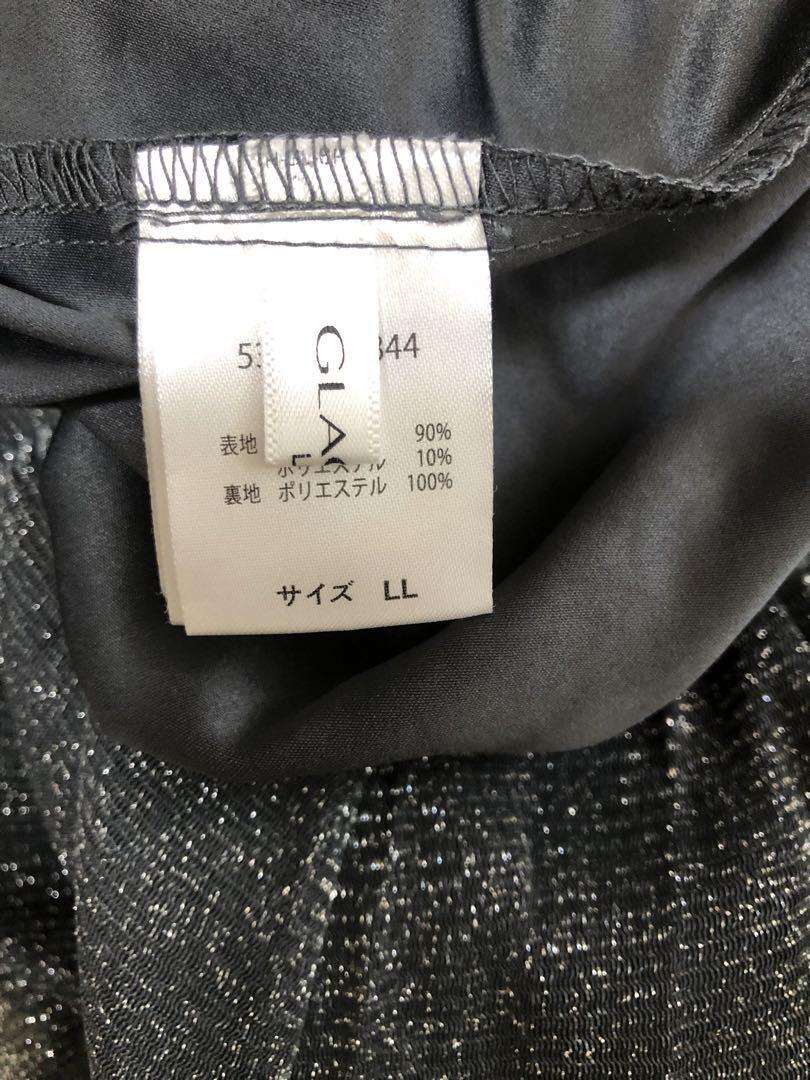 53 844
GLA
表地 90%
ポリエステル 10%
裏地 ポリエステル 100%
サイズ LL